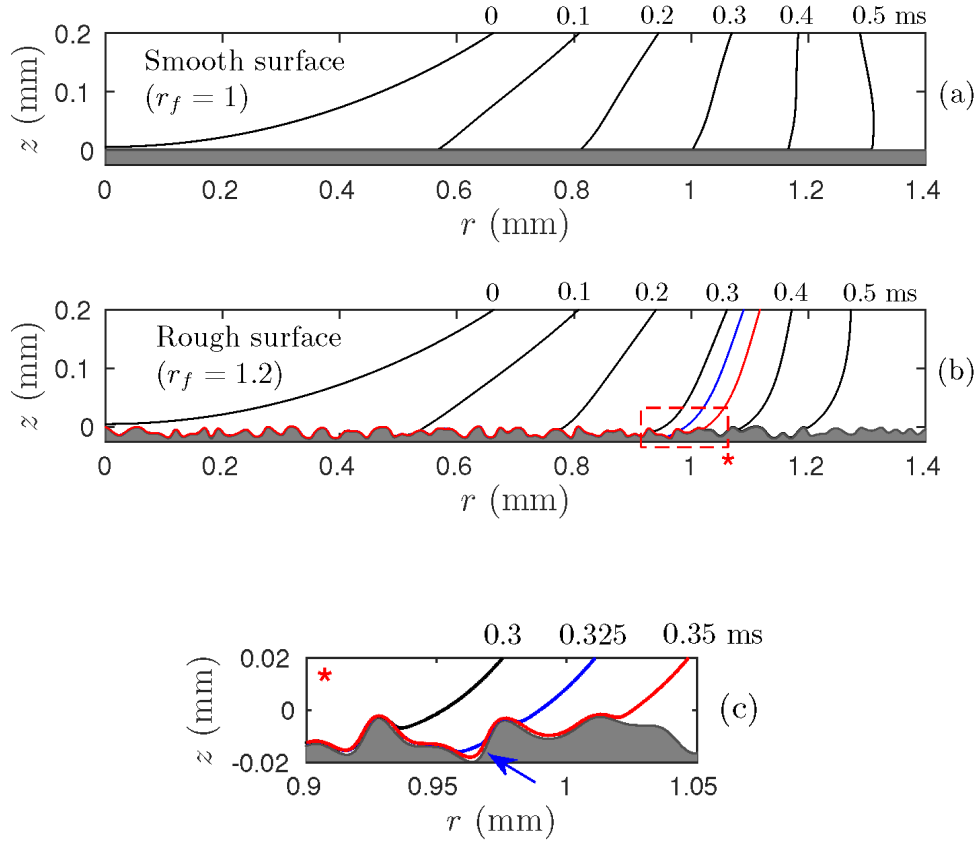 0 0.1 0.2 0.3 0.4 0.5 ms
0.2
0.1
0
z (mm)
Smooth surface
(r_f = 1)
(a)
0 0.2 0.4 0.6 0.8 1 1.2 1.4
r (mm)
0 0.1 0.2 0.3 0.4 0.5 ms
0.2
0.1
0
z (mm)
Rough surface
(r_f = 1.2)
(b)
*
0 0.2 0.4 0.6 0.8 1 1.2 1.4
r (mm)
0.3 0.325 0.35 ms
0.02
0
-0.02
z (mm)
*
(c)
0.9 0.95 1 1.05
r (mm)